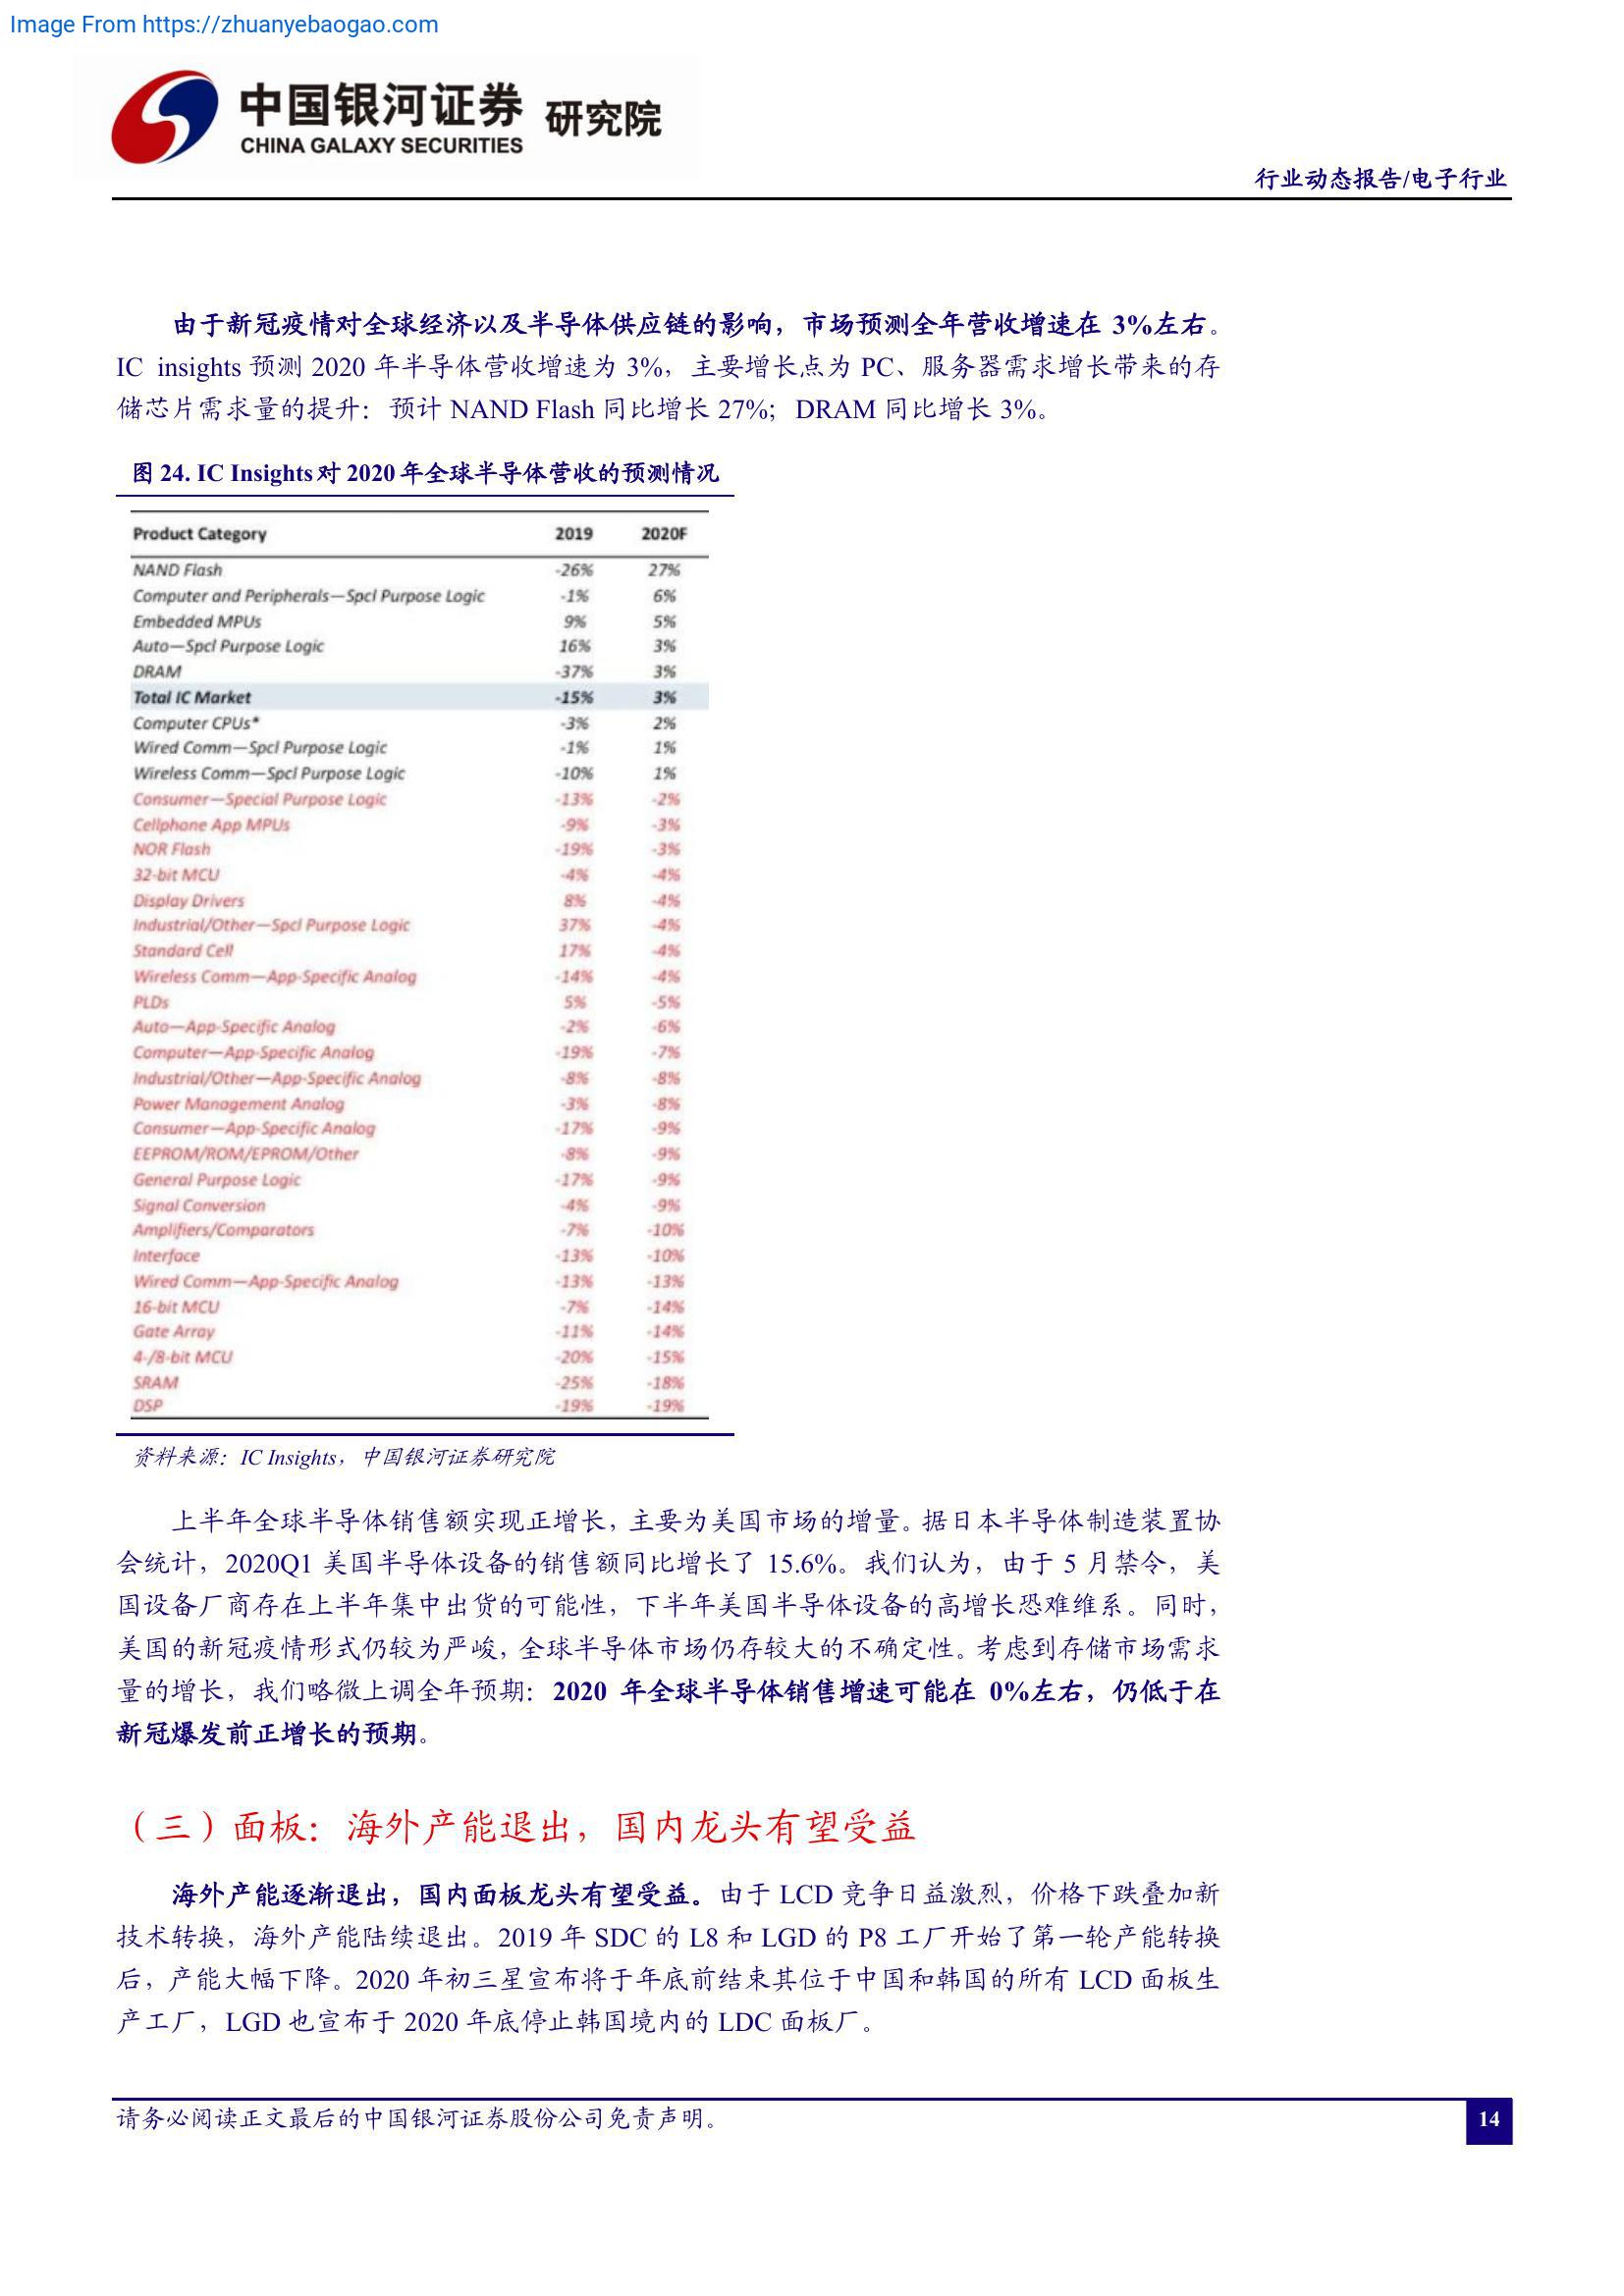 Image From https://zhuanyebaogao.com
中国银河证券 研究院
CHINA GALAXY SECURITIES
行业动态报告/电子行业
由于新冠疫情对全球经济以及半导体供应链的影响，市场预测全年营收增速在 3%左右。
IC insights 预测 2020 年半导体营收增速为 3%，主要增长点为 PC、服务器需求增长带来的存
储芯片需求量的提升：预计 NAND Flash 同比增长 27%；DRAM 同比增长 3%。
图 24. IC Insights 对 2020 年全球半导体营收的预测情况
Product Category 2019 2020F
NAND Flash -26% 27%
Computer and Peripherals—Spcl Purpose Logic -1% 6%
Embedded MPUs 9% 5%
Auto—Spcl Purpose Logic 16% 3%
DRAM -37% 3%
Total IC Market -15% 3%
Computer CPUs* -3% 2%
Wired Comm—Spcl Purpose Logic -1% 1%
Wireless Comm—Spcl Purpose Logic -10% 1%
Consumer—Special Purpose Logic -13% -2%
Cellphone App MPUs -9% -3%
NOR Flash -19% -3%
32-bit MCU -4% -4%
Display Drivers 8% -4%
Industrial/Other—Spcl Purpose Logic 37% -4%
Standard Cell 17% -4%
Wireless Comm—App-Specific Analog -14% -4%
PLDs 5% -5%
Auto—App-Specific Analog -2% -6%
Computer—App-Specific Analog -19% -7%
Industrial/Other—App-Specific Analog -8% -8%
Power Management Analog -3% -8%
Consumer—App-Specific Analog -17% -9%
EEPROM/ROM/EPROM/Other -8% -9%
General Purpose Logic -17% -9%
Signal Conversion -4% -9%
Amplifiers/Comparators -7% -10%
Interface -13% -10%
Wired Comm—App-Specific Analog -13% -13%
16-bit MCU -7% -14%
Gate Array -11% -14%
4-/8-bit MCU -20% -15%
SRAM -25% -18%
DSP -19% -19%
资料来源：IC Insights，中国银河证券研究院
上半年全球半导体销售额实现正增长，主要为美国市场的增量。据日本半导体制造装置协
会统计，2020Q1 美国半导体设备的销售额同比增长了 15.6%。我们认为，由于 5 月禁令，美
国设备厂商存在上半年集中出货的可能性，下半年美国半导体设备的高增长恐难维系。同时，
美国的新冠疫情形式仍较为严峻，全球半导体市场仍存较大的不确定性。考虑到存储市场需求
量的增长，我们略微上调全年预期：2020 年全球半导体销售增速可能在 0%左右，仍低于在
新冠爆发前正增长的预期。
（三）面板：海外产能退出，国内龙头有望受益
海外产能逐渐退出，国内面板龙头有望受益。由于 LCD 竞争日益激烈，价格下跌叠加新
技术转换，海外产能陆续退出。2019 年 SDC 的 L8 和 LGD 的 P8 工厂开始了第一轮产能转换
后，产能大幅下降。2020 年初三星宣布将于年底前结束其位于中国和韩国的所有 LCD 面板生
产工厂，LGD 也宣布于 2020 年底停止韩国境内的 LDC 面板厂。
请务必阅读正文最后的中国银河证券股份公司免责声明。
14